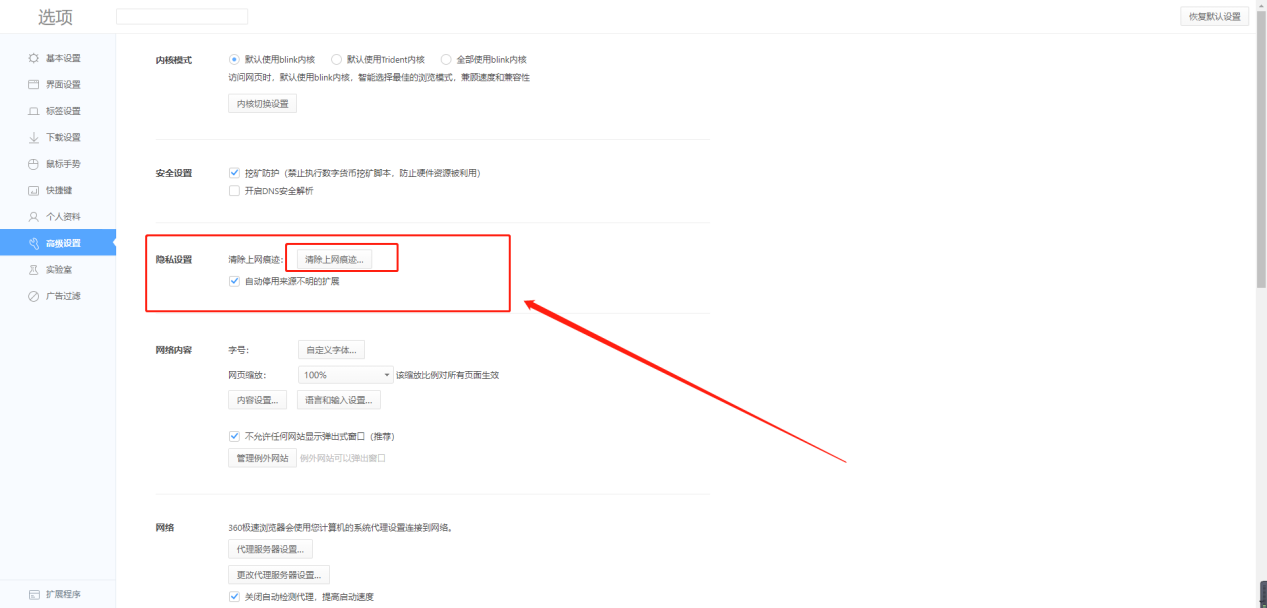 选项
恢复默认设置
基本设置
界面设置
标签设置
下载设置
鼠标手势
快捷键
个人资料
高级设置
实验室
广告过滤
扩展程序
内核模式 默认使用blink内核 默认使用Trident内核 全部使用blink内核
访问网页时，默认使用blink内核，智能选择最佳的浏览模式，兼顾速度和兼容性
内核切换设置
安全设置 挖矿防护（禁止执行数字货币挖矿脚本，防止硬件资源被利用）
开启DNS安全解析
隐私设置 清除上网痕迹： 清除上网痕迹...
自动停用来源不明的扩展
网络内容 字号： 自定义字体...
网页缩放： 100% 该缩放比例对所有页面生效
内容设置... 语言和输入设置...
不允许任何网站显示弹出式窗口（推荐）
管理例外网站 例外网站可以弹出窗口
网络 360极速浏览器会使用您计算机的系统代理设置连接到网络。
代理服务器设置...
更改代理服务器设置...
关闭自动检测代理，提高启动速度